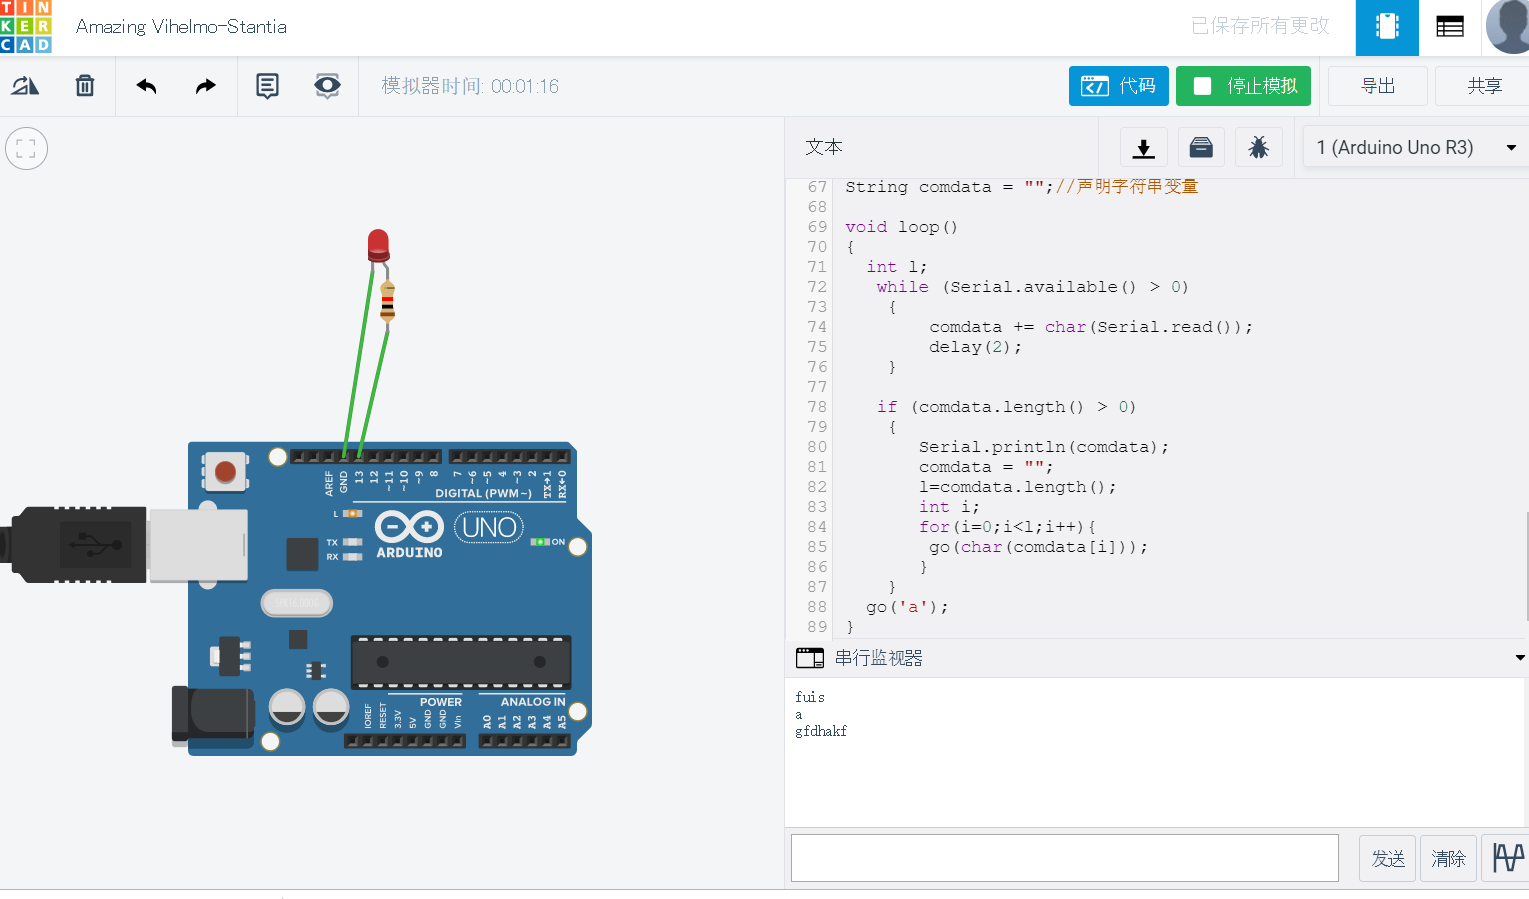 TINKERCAD
Amazing Vihelmo-Stantia
已保存所有更改
模拟器时间: 00:01:16
代码
停止模拟
导出
共享
文本
1 (Arduino Uno R3)
67 String comdata = "";//声明字符串变量
68
69 void loop()
70 {
71 int l;
72 while (Serial.available() > 0)
73 {
74 comdata += char(Serial.read());
75 delay(2);
76 }
77
78 if (comdata.length() > 0)
79 {
80 Serial.println(comdata);
81 comdata = "";
82 l=comdata.length();
83 int i;
84 for(i=0;i<l;i++){
85 go(char(comdata[i]));
86 }
87 }
88 go('a');
89 }
串行监视器
fuis
a
gfdhakf
发送
清除
AREF
GND
13
12
~11
~10
~9
8
7
~6
~5
4
~3
2
TX→1
RX←0
DIGITAL (PWM~)
L
TX
RX
ARDUINO
UNO
ON
POWER
ANALOG IN
IOREF
RESET
3.3V
5V
GND
GND
Vin
A0
A1
A2
A3
A4
A5